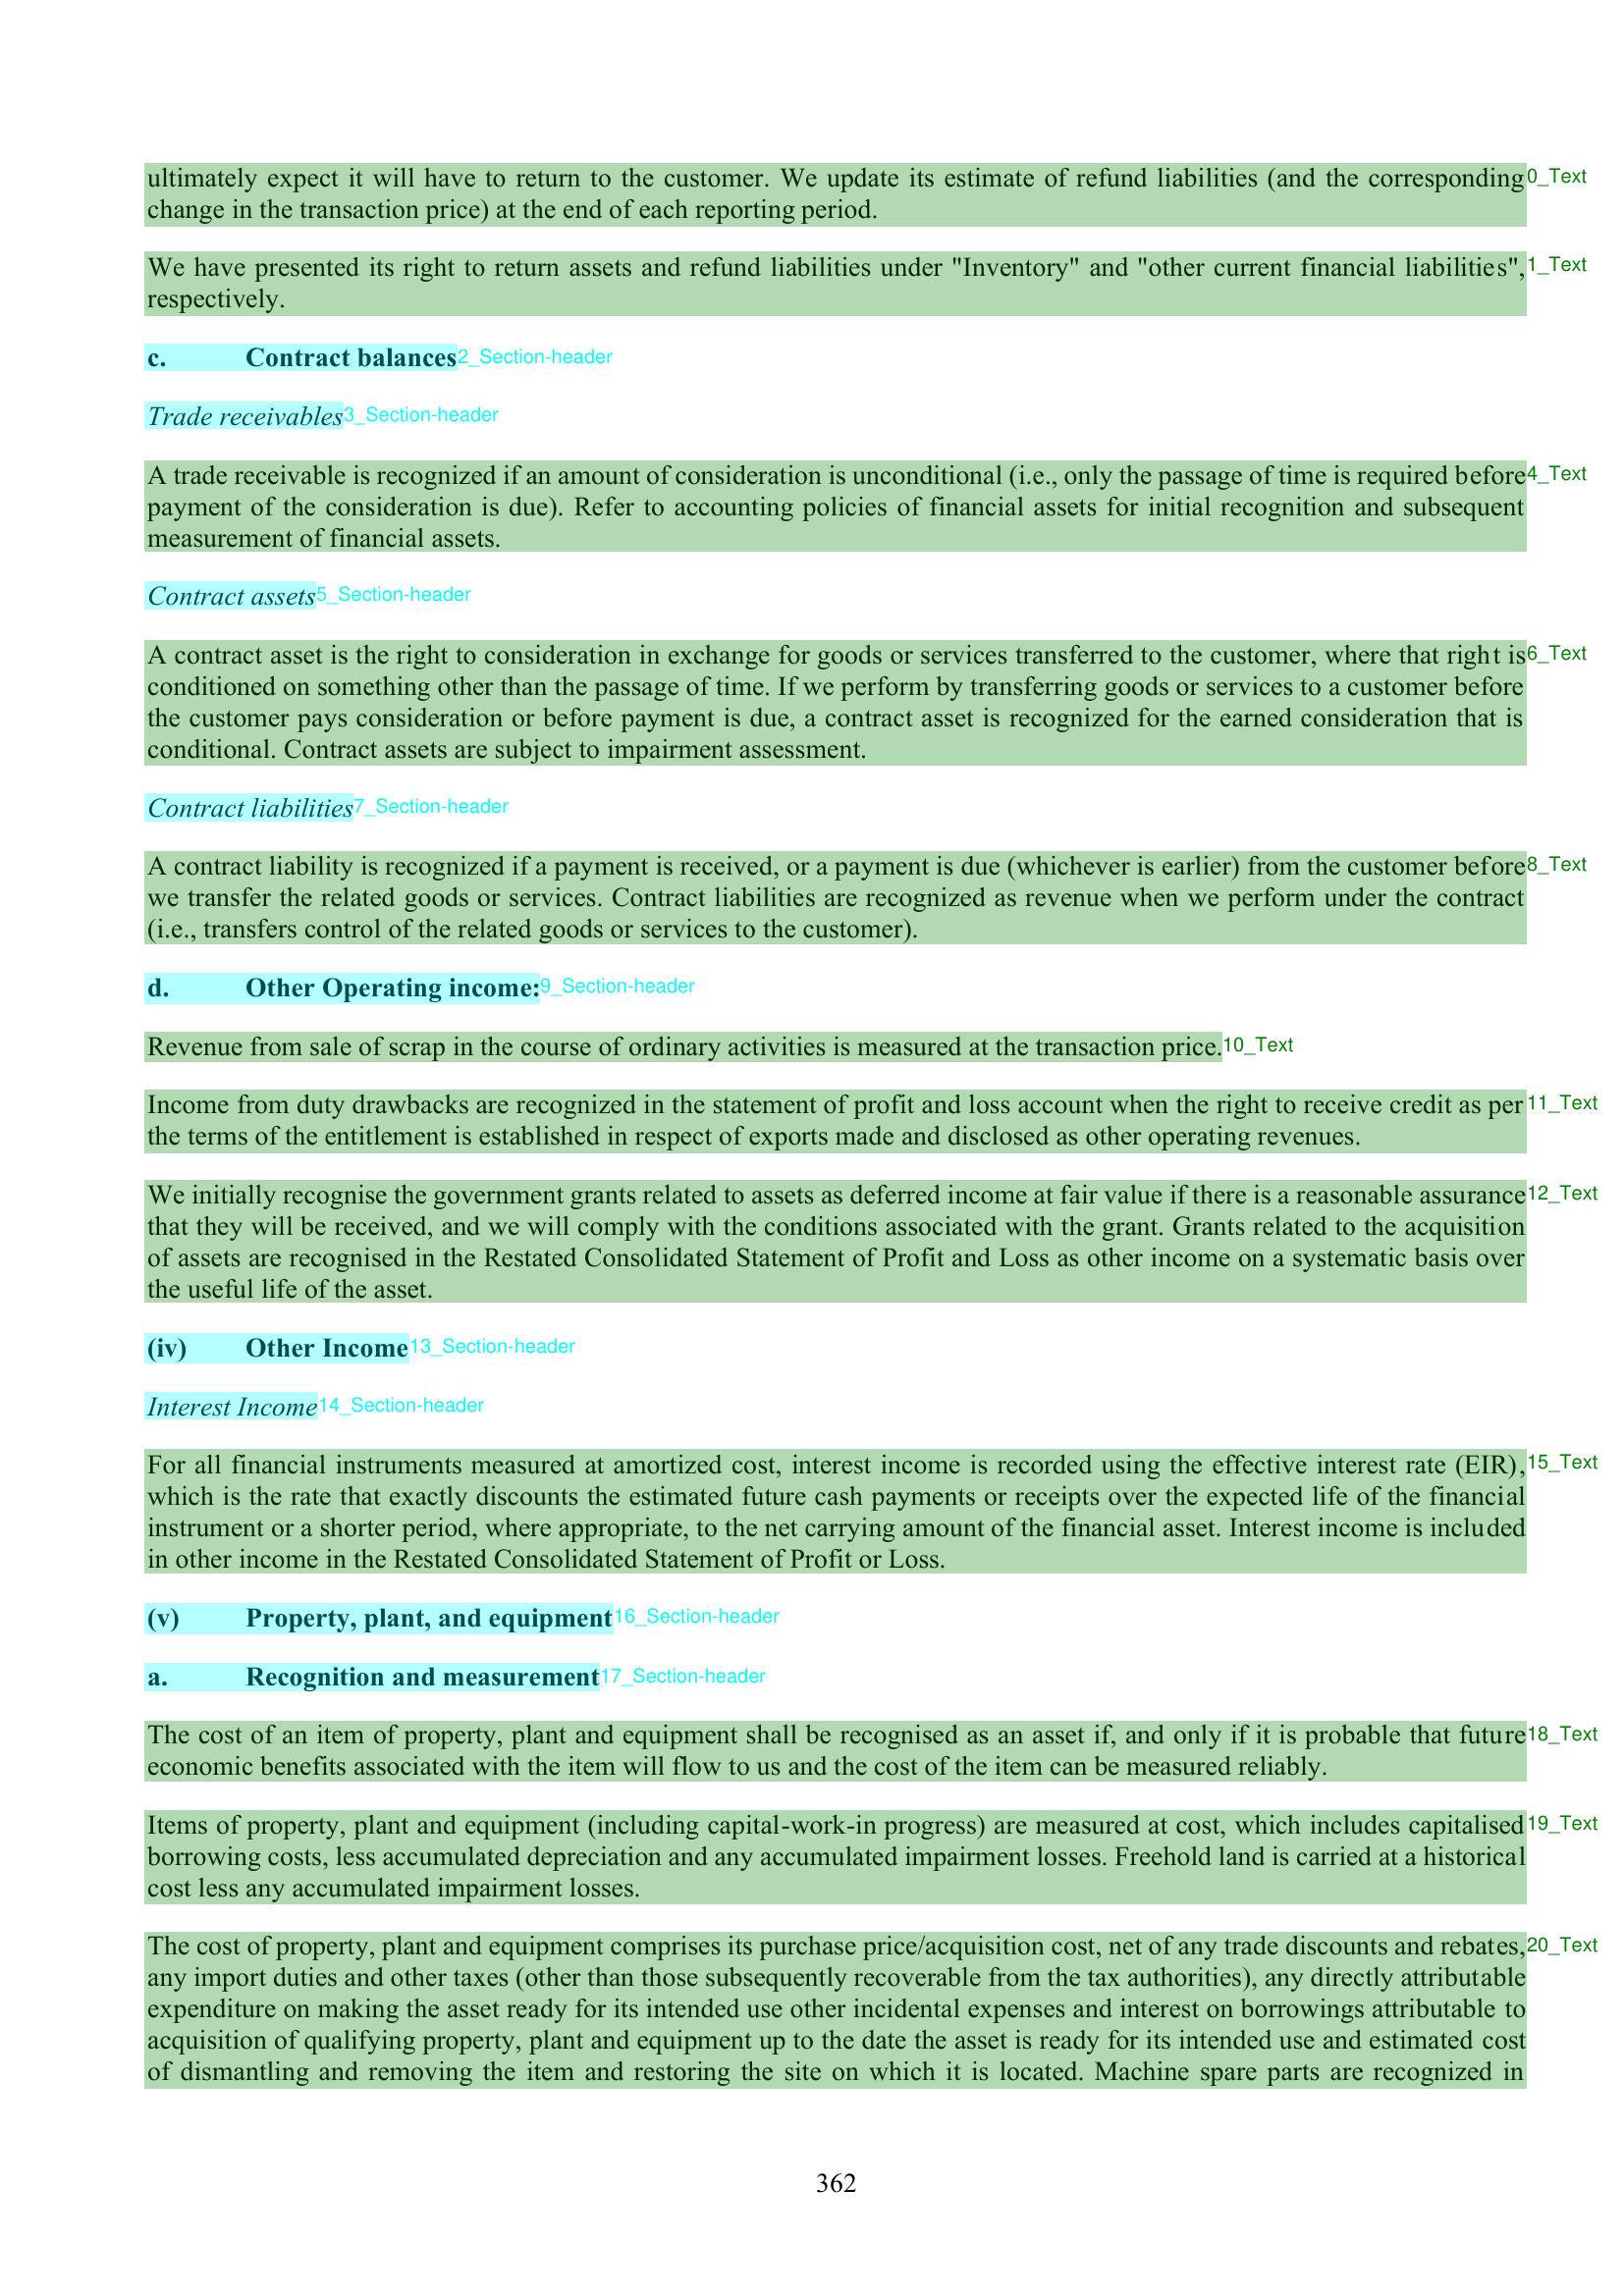 ultimately expect it will have to return to the customer. We update its estimate of refund liabilities (and the corresponding 0_Text
change in the transaction price) at the end of each reporting period.
We have presented its right to return assets and refund liabilities under "Inventory" and "other current financial liabilities", 1_Text
respectively.
c. Contract balances 2_Section-header
Trade receivables 3_Section-header
A trade receivable is recognized if an amount of consideration is unconditional (i.e., only the passage of time is required before 4_Text
payment of the consideration is due). Refer to accounting policies of financial assets for initial recognition and subsequent
measurement of financial assets.
Contract assets 5_Section-header
A contract asset is the right to consideration in exchange for goods or services transferred to the customer, where that right is 6_Text
conditioned on something other than the passage of time. If we perform by transferring goods or services to a customer before
the customer pays consideration or before payment is due, a contract asset is recognized for the earned consideration that is
conditional. Contract assets are subject to impairment assessment.
Contract liabilities 7_Section-header
A contract liability is recognized if a payment is received, or a payment is due (whichever is earlier) from the customer before 8_Text
we transfer the related goods or services. Contract liabilities are recognized as revenue when we perform under the contract
(i.e., transfers control of the related goods or services to the customer).
d. Other Operating income: 9_Section-header
Revenue from sale of scrap in the course of ordinary activities is measured at the transaction price. 10_Text
Income from duty drawbacks are recognized in the statement of profit and loss account when the right to receive credit as per 11_Text
the terms of the entitlement is established in respect of exports made and disclosed as other operating revenues.
We initially recognise the government grants related to assets as deferred income at fair value if there is a reasonable assurance 12_Text
that they will be received, and we will comply with the conditions associated with the grant. Grants related to the acquisition
of assets are recognised in the Restated Consolidated Statement of Profit and Loss as other income on a systematic basis over
the useful life of the asset.
(iv) Other Income 13_Section-header
Interest Income 14_Section-header
For all financial instruments measured at amortized cost, interest income is recorded using the effective interest rate (EIR), 15_Text
which is the rate that exactly discounts the estimated future cash payments or receipts over the expected life of the financial
instrument or a shorter period, where appropriate, to the net carrying amount of the financial asset. Interest income is included
in other income in the Restated Consolidated Statement of Profit or Loss.
(v) Property, plant, and equipment 16_Section-header
a. Recognition and measurement 17_Section-header
The cost of an item of property, plant and equipment shall be recognised as an asset if, and only if it is probable that future 18_Text
economic benefits associated with the item will flow to us and the cost of the item can be measured reliably.
Items of property, plant and equipment (including capital-work-in progress) are measured at cost, which includes capitalised 19_Text
borrowing costs, less accumulated depreciation and any accumulated impairment losses. Freehold land is carried at a historical
cost less any accumulated impairment losses.
The cost of property, plant and equipment comprises its purchase price/acquisition cost, net of any trade discounts and rebates, 20_Text
any import duties and other taxes (other than those subsequently recoverable from the tax authorities), any directly attributable
expenditure on making the asset ready for its intended use other incidental expenses and interest on borrowings attributable to
acquisition of qualifying property, plant and equipment up to the date the asset is ready for its intended use and estimated cost
of dismantling and removing the item and restoring the site on which it is located. Machine spare parts are recognized in
362